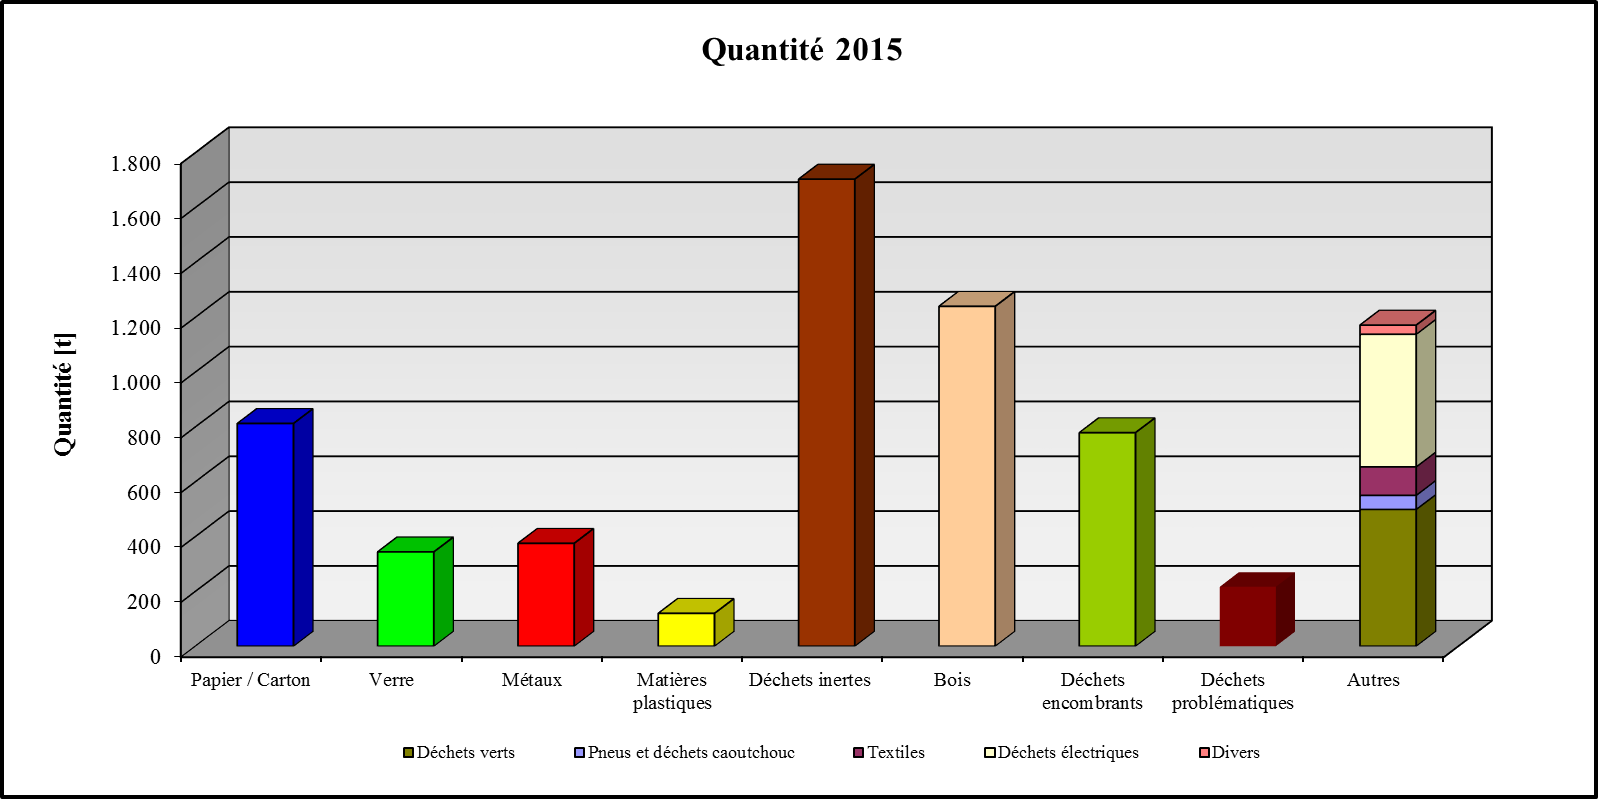 Quantité 2015
Quantité [t]
1.800
1.600
1.400
1.200
1.000
800
600
400
200
0
Papier / Carton
Verre
Métaux
Matières
plastiques
Déchets inertes
Bois
Déchets
encombrants
Déchets
problématiques
Autres
Déchets verts
Pneus et déchets caoutchouc
Textiles
Déchets électriques
Divers